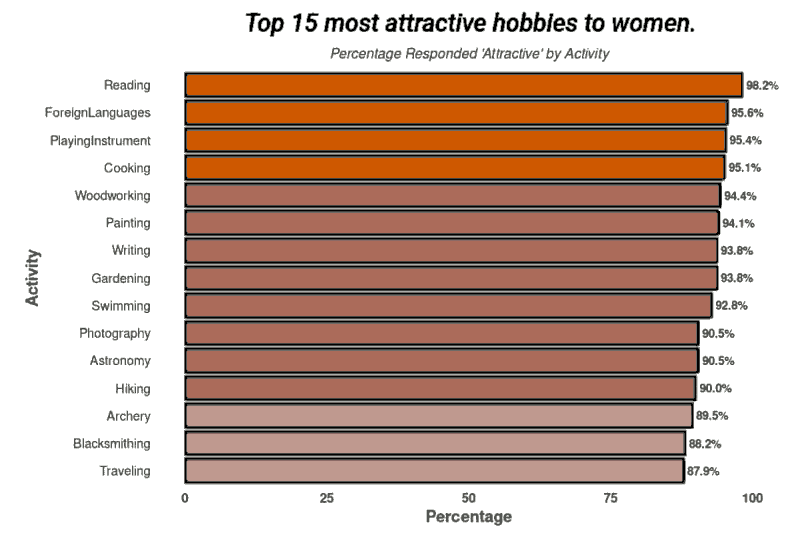 Top 15 most attractive hobbies to women.
Percentage Responded 'Attractive' by Activity
Reading 98.2%
ForeignLanguages 95.6%
PlayingInstrument 95.4%
Cooking 95.1%
Woodworking 94.4%
Painting 94.1%
Writing 93.8%
Gardening 93.8%
Swimming 92.8%
Photography 90.5%
Astronomy 90.5%
Hiking 90.0%
Archery 89.5%
Blacksmithing 88.2%
Traveling 87.9%
Activity
0 25 50 75 100
Percentage